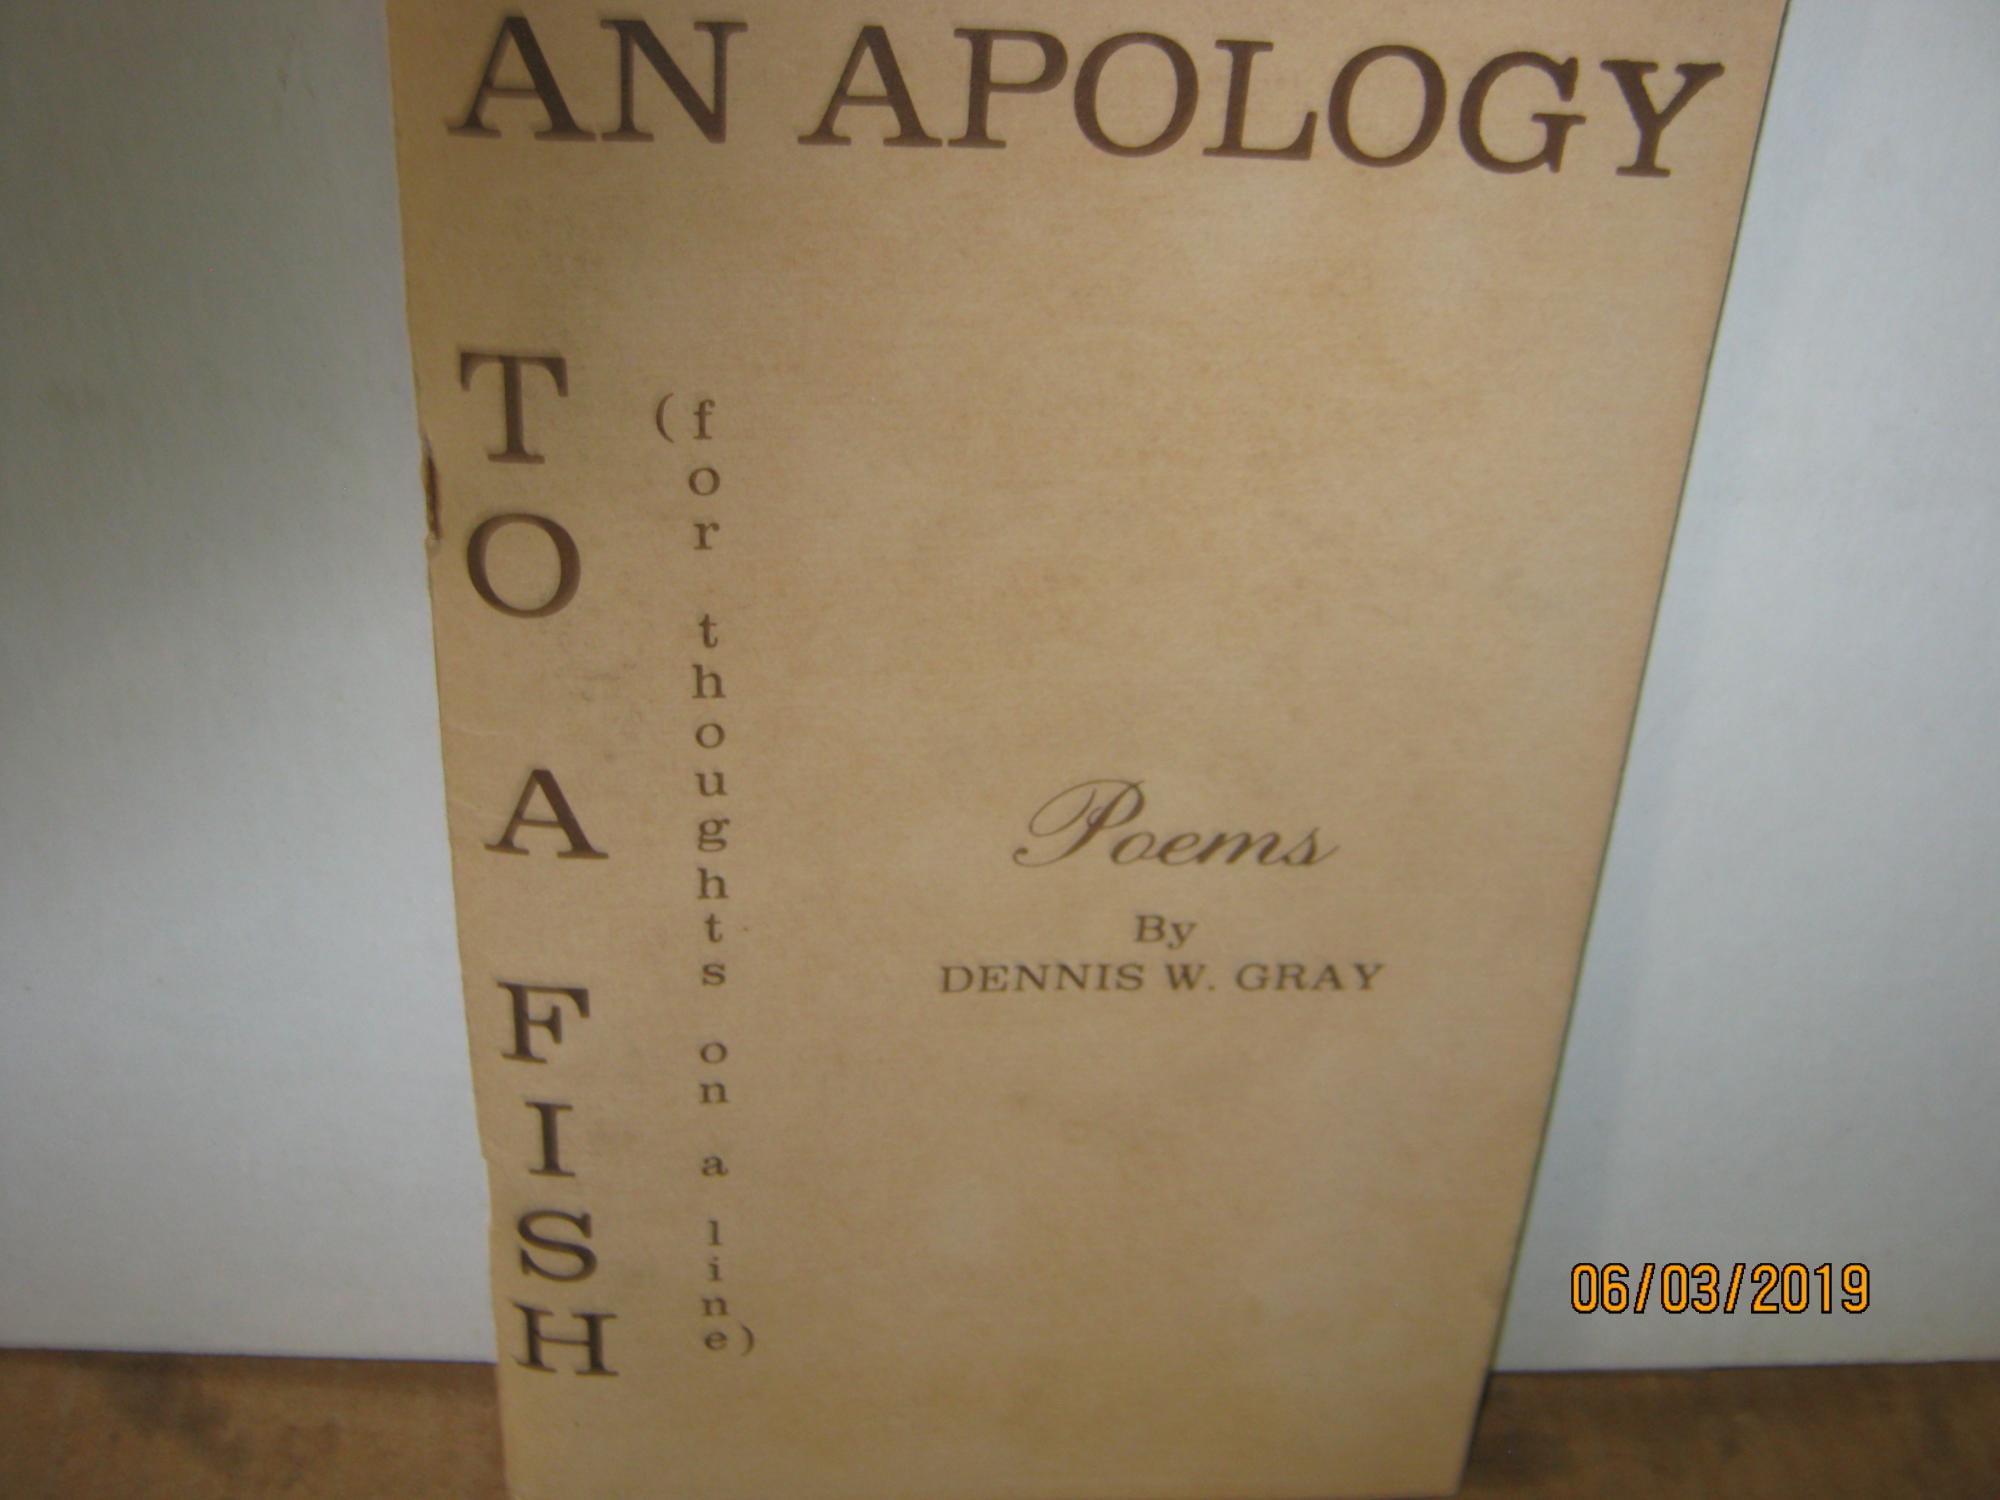 AN APOLOGY
TO A FISH
(for thoughts on a line)
Poems
By
DENNIS W. GRAY
06/03/2019